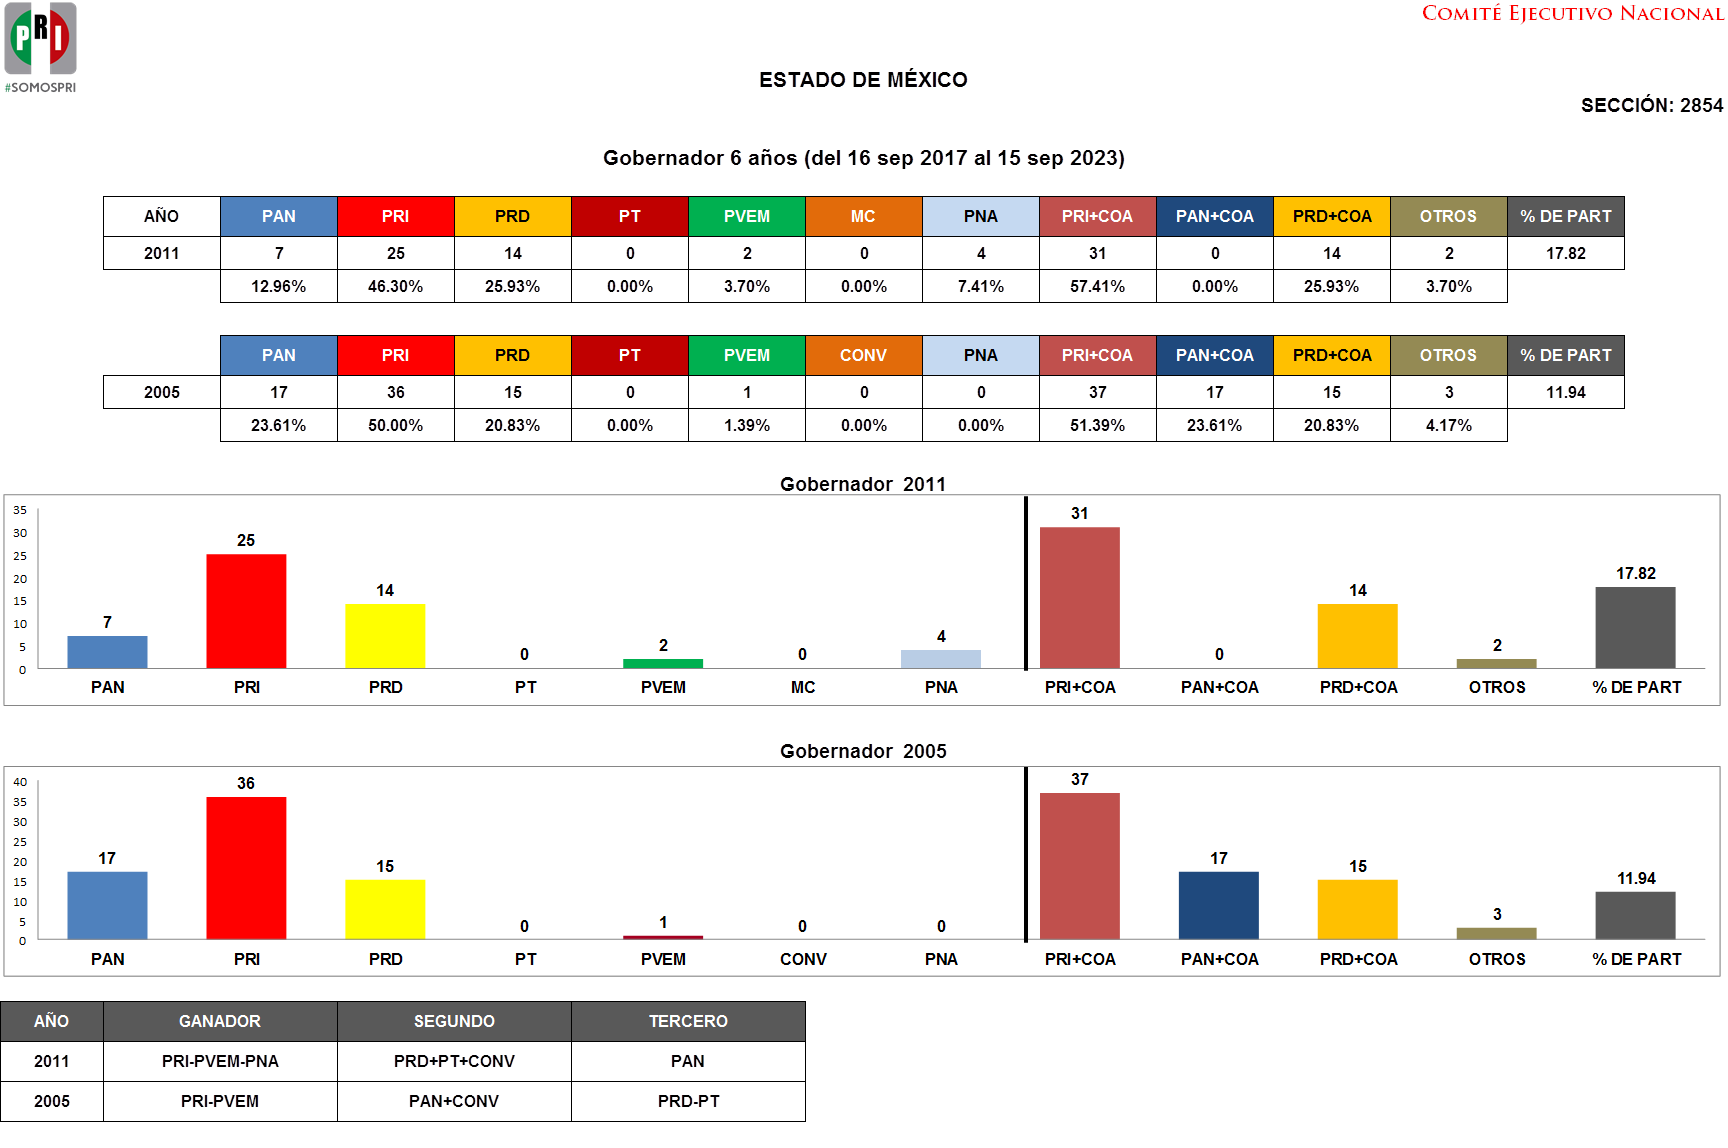 PRI
#SOMOSPRI
COMITÉ EJECUTIVO NACIONAL
ESTADO DE MÉXICO
SECCIÓN: 2854
Gobernador 6 años (del 16 sep 2017 al 15 sep 2023)
AÑO PAN PRI PRD PT PVEM MC PNA PRI+COA PAN+COA PRD+COA OTROS % DE PART
2011 7 25 14 0 2 0 4 31 0 14 2 17.82
12.96% 46.30% 25.93% 0.00% 3.70% 0.00% 7.41% 57.41% 0.00% 25.93% 3.70%
PAN PRI PRD PT PVEM CONV PNA PRI+COA PAN+COA PRD+COA OTROS % DE PART
2005 17 36 15 0 1 0 0 37 17 15 3 11.94
23.61% 50.00% 20.83% 0.00% 1.39% 0.00% 0.00% 51.39% 23.61% 20.83% 4.17%
Gobernador 2011
35
30
25
20
15
10
5
0
7 25 14 0 2 0 4 31 0 14 2 17.82
PAN PRI PRD PT PVEM MC PNA PRI+COA PAN+COA PRD+COA OTROS % DE PART
Gobernador 2005
40
35
30
25
20
15
10
5
0
17 36 15 0 1 0 0 37 17 15 3 11.94
PAN PRI PRD PT PVEM CONV PNA PRI+COA PAN+COA PRD+COA OTROS % DE PART
AÑO GANADOR SEGUNDO TERCERO
2011 PRI-PVEM-PNA PRD+PT+CONV PAN
2005 PRI-PVEM PAN+CONV PRD-PT